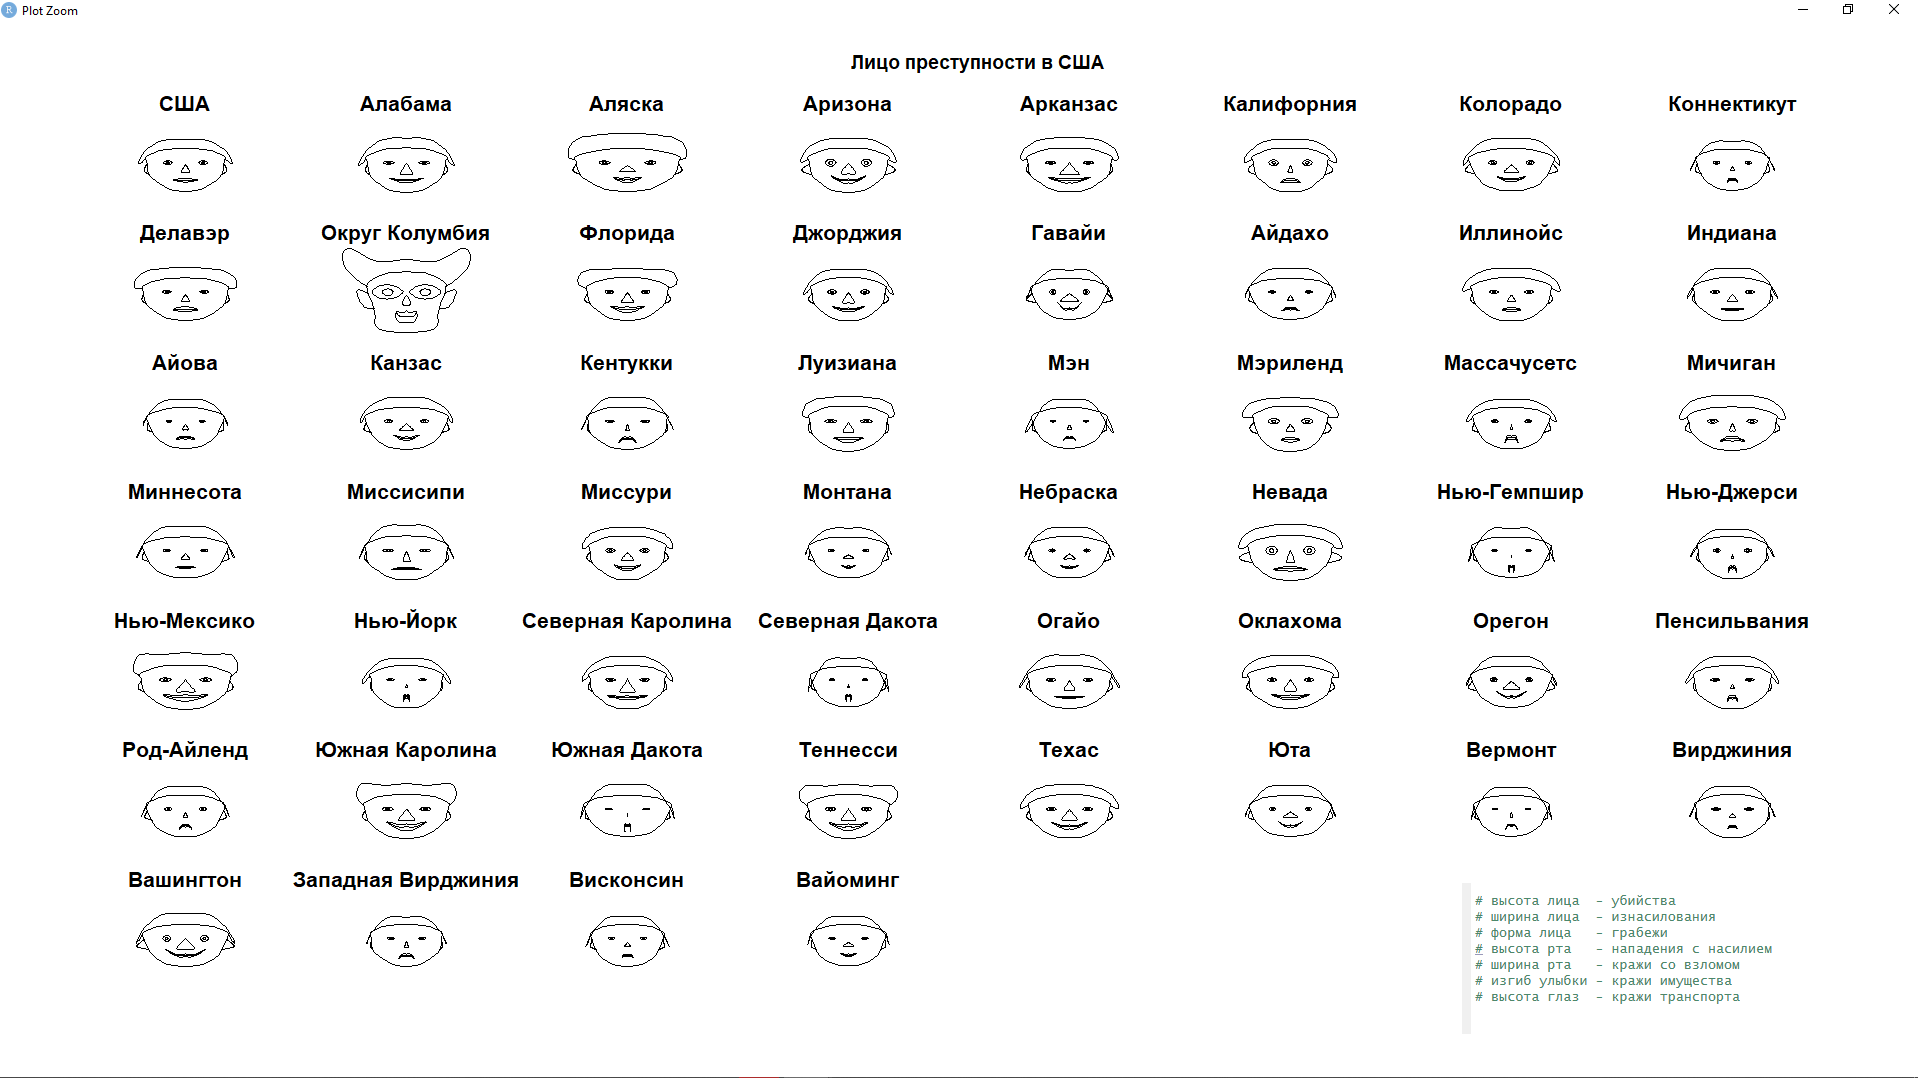 R Plot Zoom
Лицо преступности в США
США Алабама Аляска Аризона Арканзас Калифорния Колорадо Коннектикут
Делавэр Округ Колумбия Флорида Джорджия Гавайи Айдахо Иллинойс Индиана
Айова Канзас Кентукки Луизиана Мэн Мэриленд Массачусетс Мичиган
Миннесота Миссисипи Миссури Монтана Небраска Невада Нью-Гемпшир Нью-Джерси
Нью-Мексико Нью-Йорк Северная Каролина Северная Дакота Огайо Оклахома Орегон Пенсильвания
Род-Айленд Южная Каролина Южная Дакота Теннесси Техас Юта Вермонт Вирджиния
Вашингтон Западная Вирджиния Висконсин Вайоминг
# высота лица - убийства
# ширина лица - изнасилования
# форма лица - грабежи
# высота рта - нападения с насилием
# ширина рта - кражи со взломом
# изгиб улыбки - кражи имущества
# высота глаз - кражи транспорта